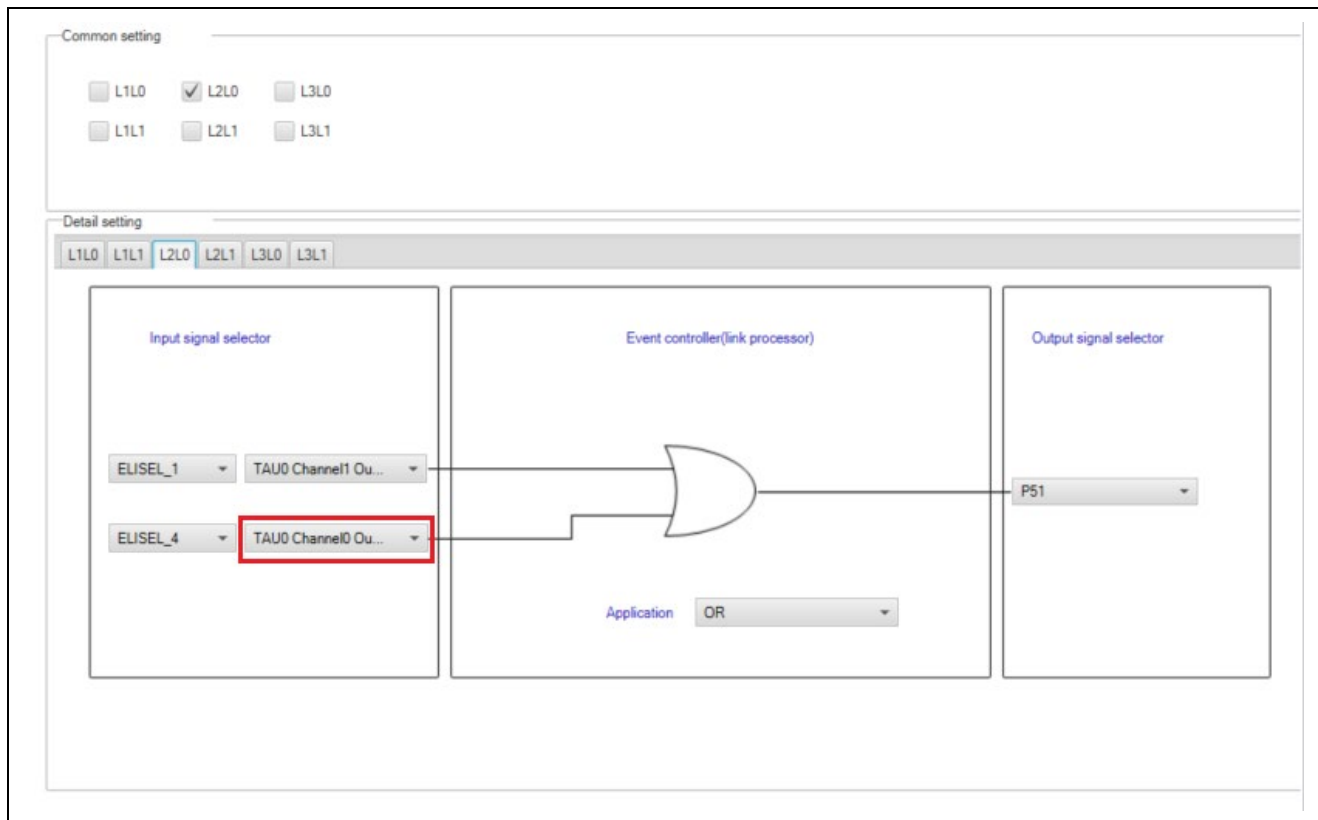 Common setting
L1L0 L2L0 L3L0
L1L1 L2L1 L3L1
Detail setting
L1L0 L1L1 L2L0 L2L1 L3L0 L3L1
Input signal selector
Event controller(link processor)
Output signal selector
ELISEL_1 TAU0 Channel1 Ou...
P51
ELISEL_4 TAU0 Channel0 Ou...
Application OR